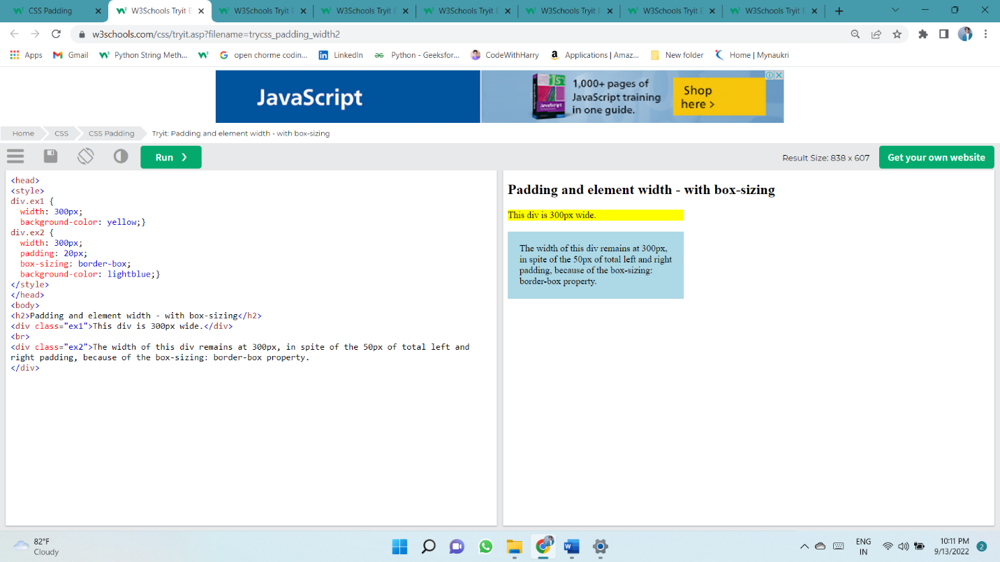 CSS Padding
W3Schools Tryit E
W3Schools Tryit E
W3Schools Tryit E
W3Schools Tryit E
W3Schools Tryit E
W3Schools Tryit E
W3Schools Tryit E
w3schools.com/css/tryit.asp?filename=trycss_padding_width2
Apps
Gmail
Python String Meth...
open chorme codin...
LinkedIn
Python - Geeksfor...
CodeWithHarry
Applications | Amaz...
New folder
Home | Mynaukri
JavaScript
JS
JavaScript
1,000+ pages of
JavaScript training
in one guide.
Shop
here >
Home
CSS
CSS Padding
Tryit: Padding and element width - with box-sizing
Run ❯
Result Size: 838 x 607
Get your own website
<head>
<style>
div.ex1 {
  width: 300px;
  background-color: yellow;}
div.ex2 {
  width: 300px;
  padding: 20px;
  box-sizing: border-box;
  background-color: lightblue;}
</style>
</head>
<body>
<h2>Padding and element width - with box-sizing</h2>
<div class="ex1">This div is 300px wide.</div>
<br>
<div class="ex2">The width of this div remains at 300px, in spite of the 50px of total left and
right padding, because of the box-sizing: border-box property.
</div>
Padding and element width - with box-sizing
This div is 300px wide.
The width of this div remains at 300px,
in spite of the 50px of total left and right
padding, because of the box-sizing:
border-box property.
82°F
Cloudy
ENG
IN
10:11 PM
9/13/2022
2